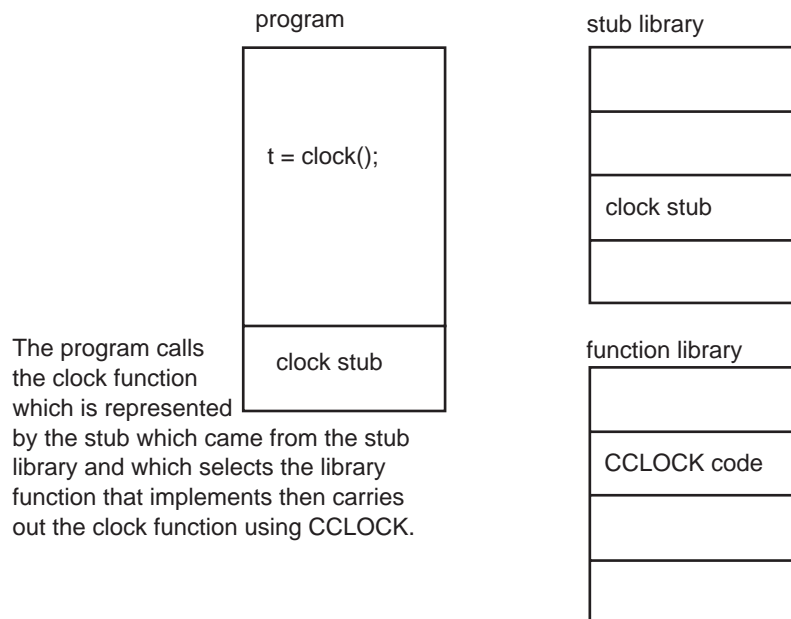 program
t = clock();
clock stub
stub library
clock stub
function library
CCLOCK code
The program calls
the clock function
which is represented
by the stub which came from the stub
library and which selects the library
function that implements then carries
out the clock function using CCLOCK.